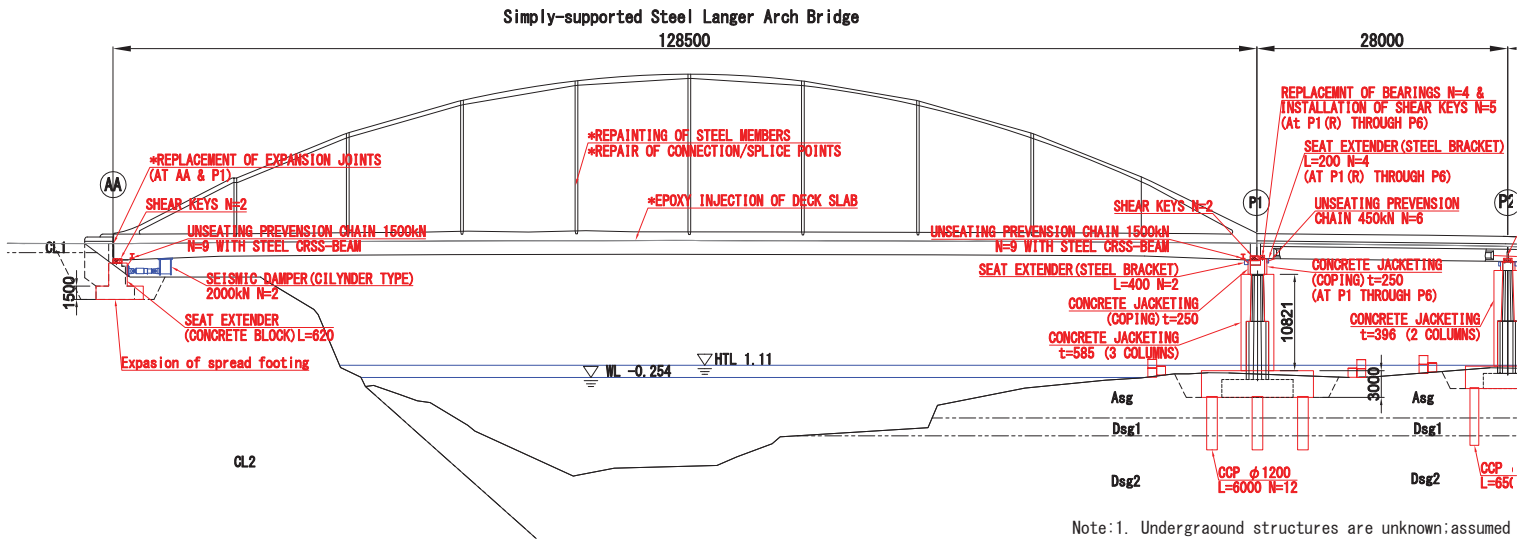 Simply-supported Steel Langer Arch Bridge
128500
28000
REPLACEMNT OF BEARINGS N=4 &
INSTALLATION OF SHEAR KEYS N=5
(At P1(R) THROUGH P6)
*REPAINTING OF STEEL MEMBERS
*REPAIR OF CONNECTION/SPLICE POINTS
SEAT EXTENDER(STEEL BRACKET)
L=200 N=4
(AT P1(R) THROUGH P6)
*REPLACEMENT OF EXPANSION JOINTS
(AT AA & P1)
AA
P1
P2
SHEAR KEYS N=2
*EPOXY INJECTION OF DECK SLAB
SHEAR KEYS N=2
UNSEATING PREVENSION
CHAIN 450kN N=6
CL1
UNSEATING PREVENSION CHAIN 1500kN
N=9 WITH STEEL CRSS-BEAM
UNSEATING PREVENSION CHAIN 1500kN
N=9 WITH STEEL CRSS-BEAM
SEISMIC DAMPER(CILYNDER TYPE)
2000kN N=2
SEAT EXTENDER(STEEL BRACKET)
L=400 N=2
CONCRETE JACKETING
(COPING)t=250
(AT P1 THROUGH P6)
1500
SEAT EXTENDER
(CONCRETE BLOCK)L=620
CONCRETE JACKETING
(COPING)t=250
10821
CONCRETE JACKETING
t=396 (2 COLUMNS)
CONCRETE JACKETING
t=585 (3 COLUMNS)
Expasion of spread footing
HTL 1.11
WL -0.254
3000
Asg
Asg
Dsg1
Dsg1
CL2
Dsg2
Dsg2
CCP φ1200
L=6000 N=12
CCP
L=650
Note:1. Undergraound structures are unknown;assumed